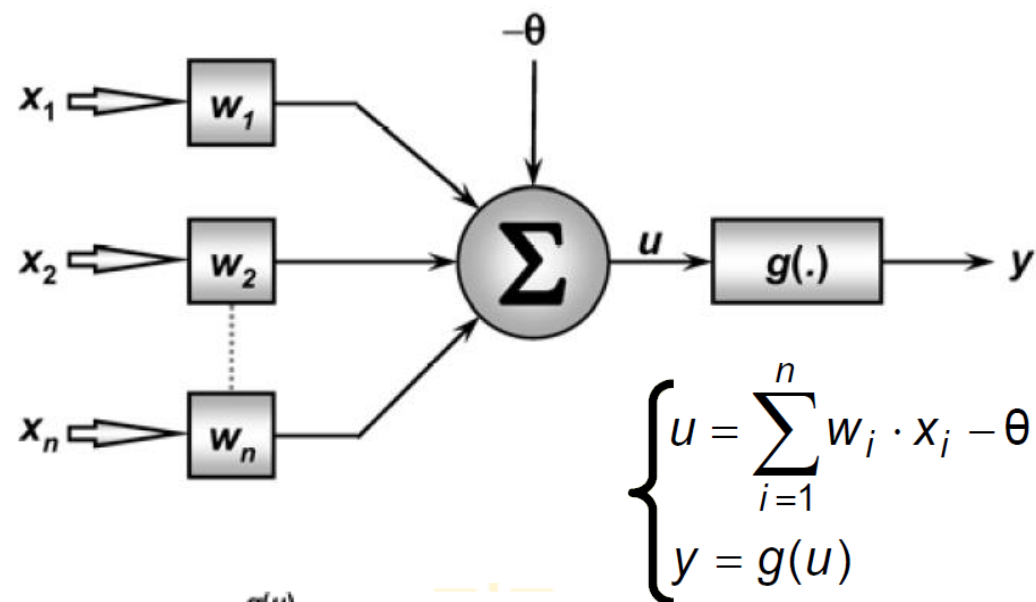 –θ
x₁ w₁
x₂ w₂
Σ u g(.) y
xₙ wₙ
n
u = ∑ wᵢ · xᵢ – θ
i=1
y = g(u)
g(u)